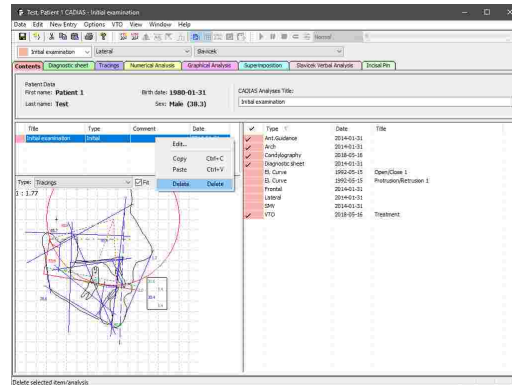 Test, Patient 1 CADIAS - Initial examination
Data Edit New Entry Options VTO View Window Help
Normal
Initial examination Lateral Slavicek
Contents Diagnostic sheet Tracings Numerical Analysis Graphical Analysis Superimposition Slavicek Verbal Analysis Incisal Pin
Patient Data
First name: Patient 1 Birth date: 1980-01-31
Last name: Test Sex: Male (38.3)
CADIAS Analyses Title:
Initial examination
Title Type Comment Date
Initial examination Initial
Edit...
Copy Ctrl+C
Paste Ctrl+V
Delete Delete
Type: Tracings Fit
1 : 1.77
Type Date Title
Ant.Guidance 2014-01-31
Arch 2014-01-31
Condylography 2018-05-16
Diagnostic sheet 2014-01-31
El. Curve 1992-05-15 Open/Close 1
El. Curve 1992-05-15 Protrusion/Retrusion 1
Frontal 2014-01-31
Lateral 2014-01-31
SMV 2014-01-31
VTO 2018-05-16 Treatment
Delete selected item/analysis